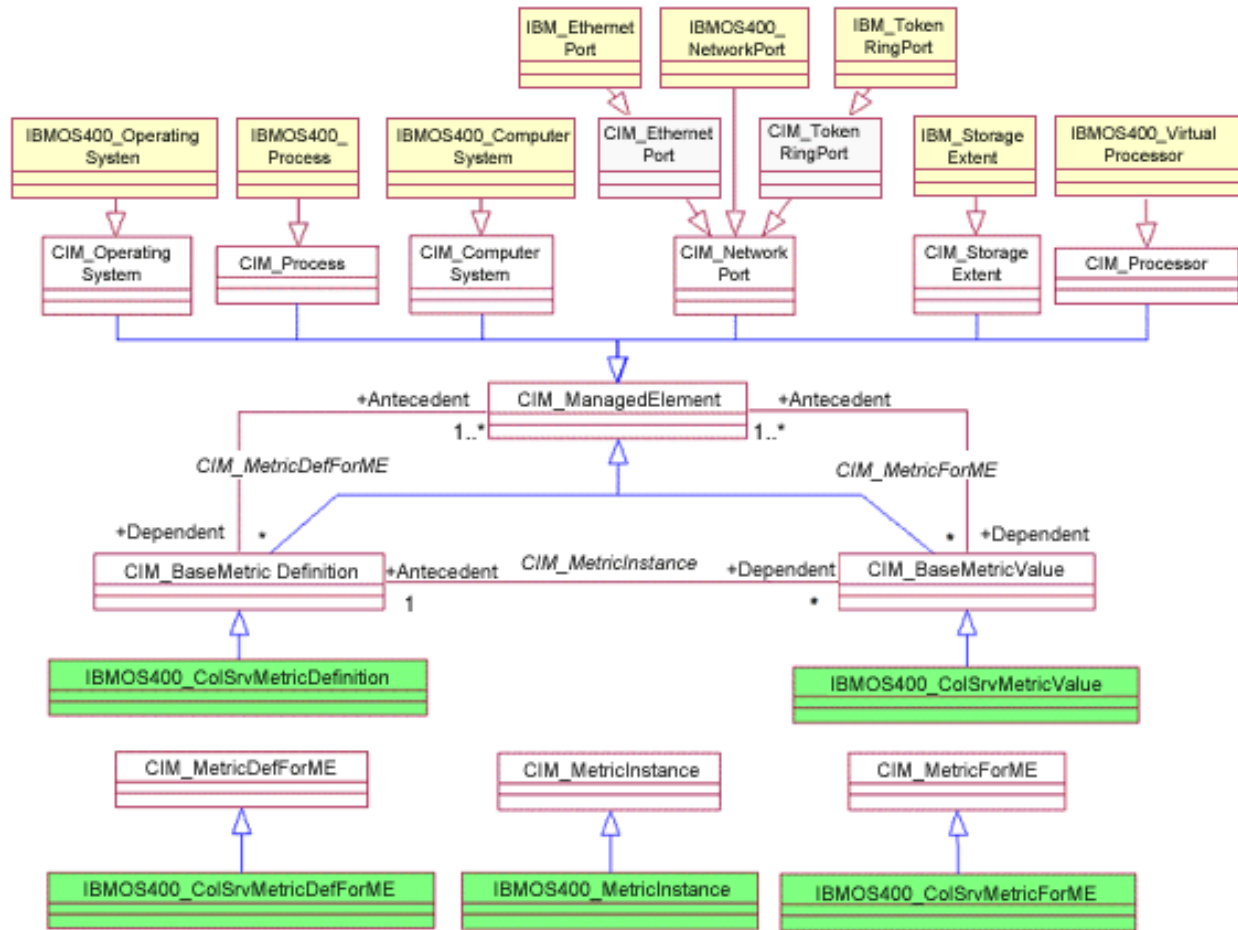 IBM_Ethernet
Port
IBMOS400_
NetworkPort
IBM_Token
RingPort
IBMOS400_Operating
Systen
IBMOS400_
Process
IBMOS400_Computer
System
CIM_Ethernet
Port
CIM_Token
RingPort
IBM_Storage
Extent
IBMOS400_Virtual
Processor
CIM_Operating
System
CIM_Process
CIM_Computer
System
CIM_Network
Port
CIM_Storage
Extent
CIM_Processor
+Antecedent
CIM_ManagedElement
+Antecedent
1..*
1..*
CIM_MetricDefForME
CIM_MetricForME
+Dependent
*
*
+Dependent
CIM_BaseMetric Definition
+Antecedent
CIM_MetricInstance
+Dependent
CIM_BaseMetricValue
1
*
IBMOS400_ColSrvMetricDefinition
IBMOS400_ColSrvMetricValue
CIM_MetricDefForME
CIM_MetricInstance
CIM_MetricForME
IBMOS400_ColSrvMetricDefForME
IBMOS400_MetricInstance
IBMOS400_ColSrvMetricForME